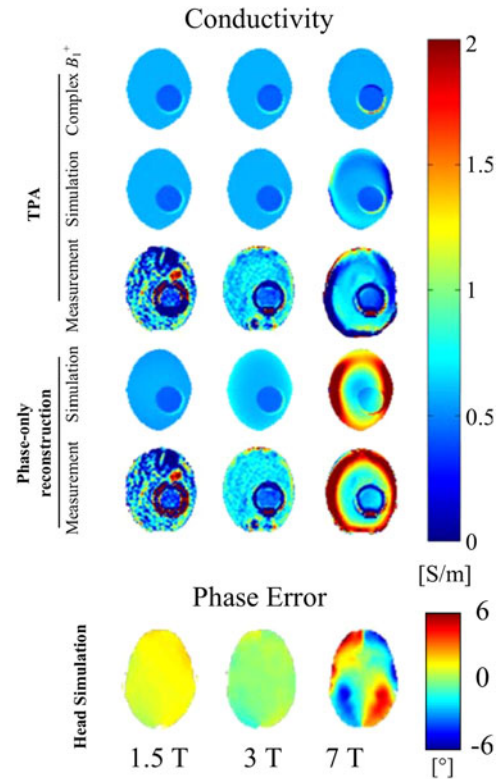 Conductivity
Complex B₁⁺
Simulation
Measurement
TPA
Simulation
Measurement
Phase-only
reconstruction
2
1.5
1
0.5
0
[S/m]
Phase Error
Head Simulation
6
0
-6
[°]
1.5 T
3 T
7 T